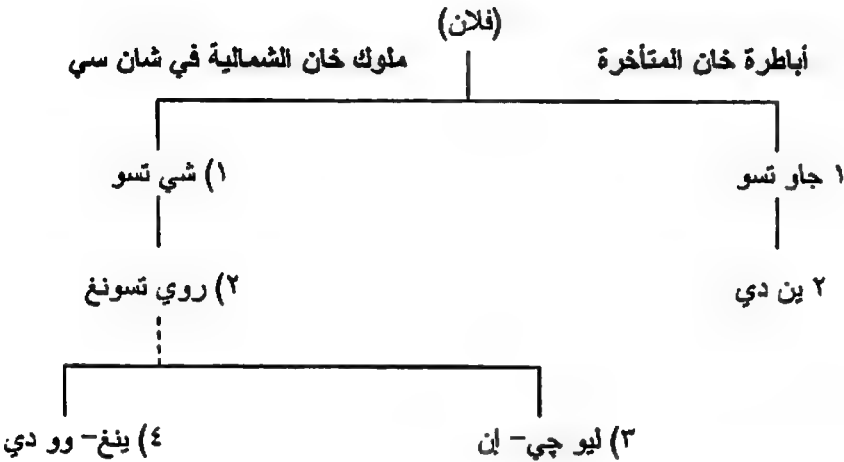 (فلان)
أباطرة خان المتأخرة
ملوك خان الشمالية في شان سي
١ جاو تسو
١) شي تسو
٢ ين دي
٢) روي تسونغ
٣) ليو چي- إن
٤) ينغ- وو دي